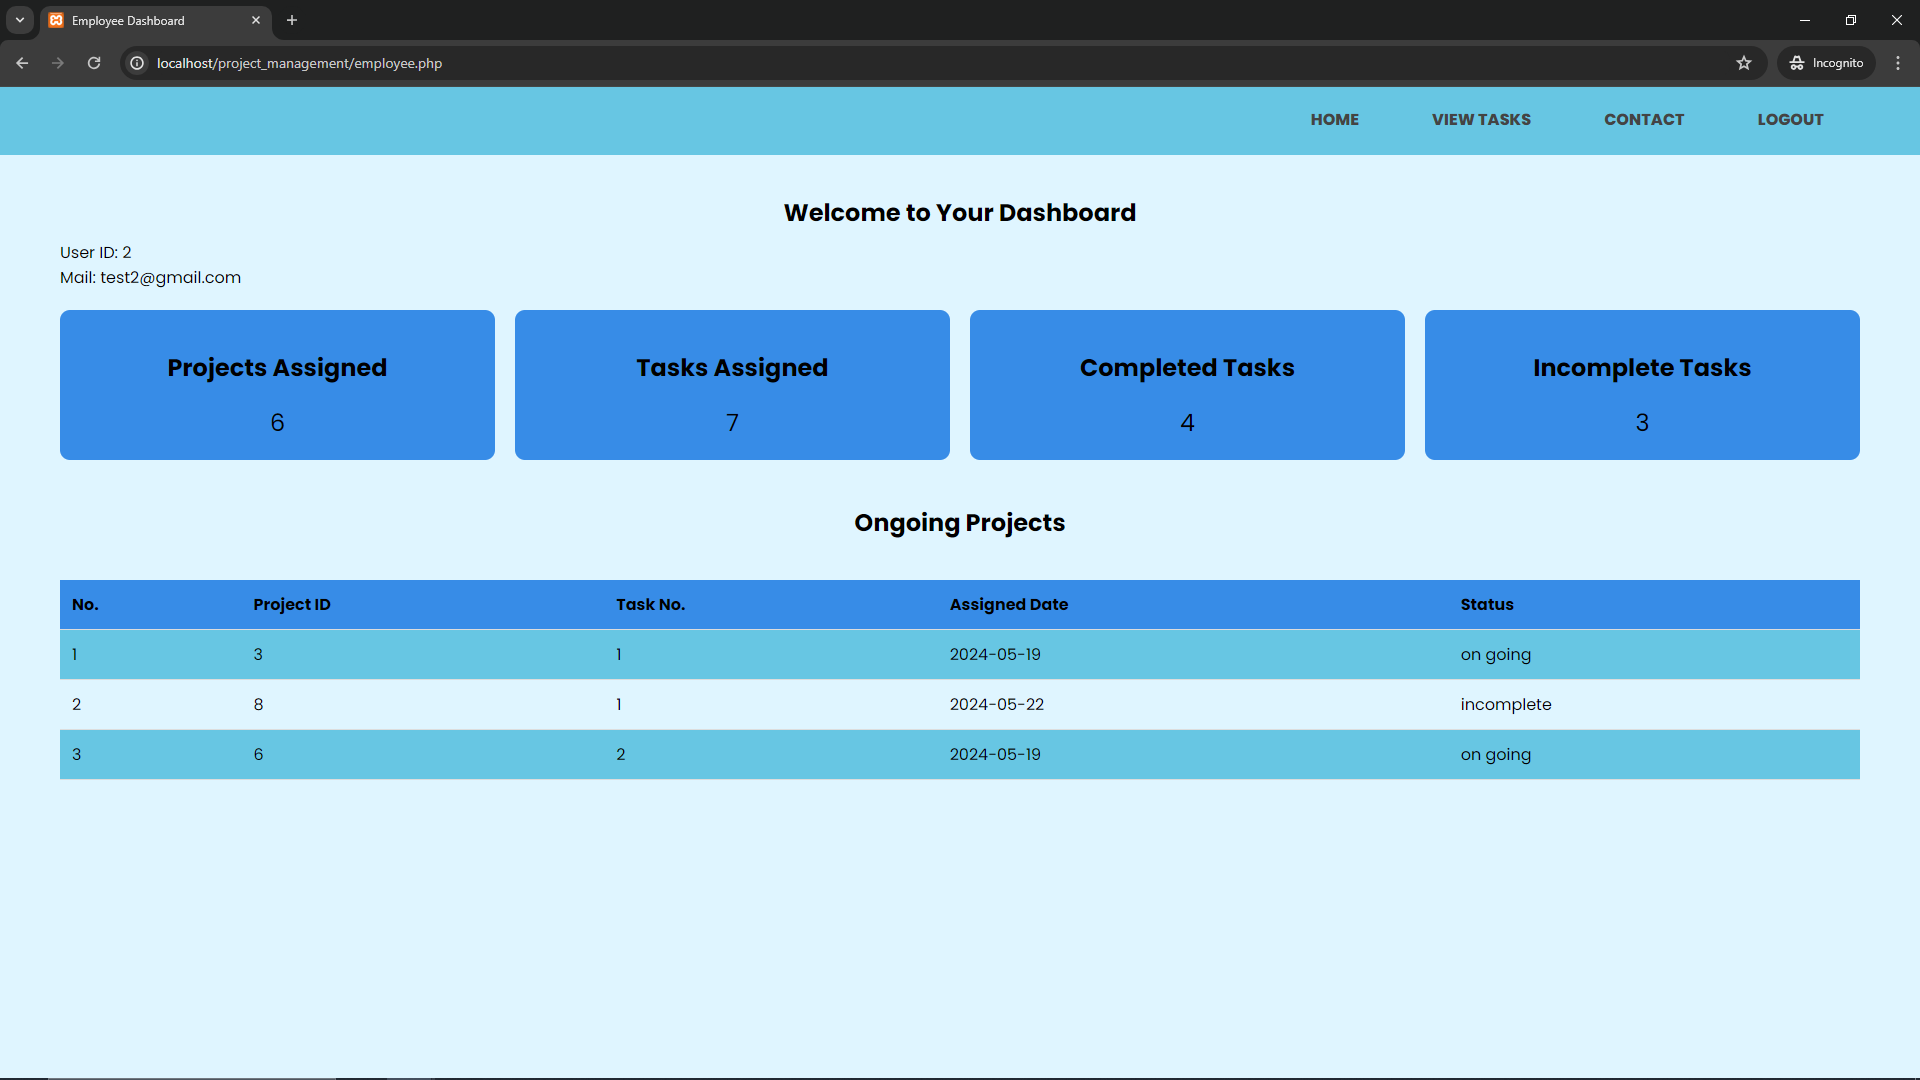 Employee Dashboard
localhost/project_management/employee.php
Incognito
HOME VIEW TASKS CONTACT LOGOUT
Welcome to Your Dashboard
User ID: 2
Mail: test2@gmail.com
Projects Assigned
6
Tasks Assigned
7
Completed Tasks
4
Incomplete Tasks
3
Ongoing Projects
No. Project ID Task No. Assigned Date Status
1 3 1 2024-05-19 on going
2 8 1 2024-05-22 incomplete
3 6 2 2024-05-19 on going